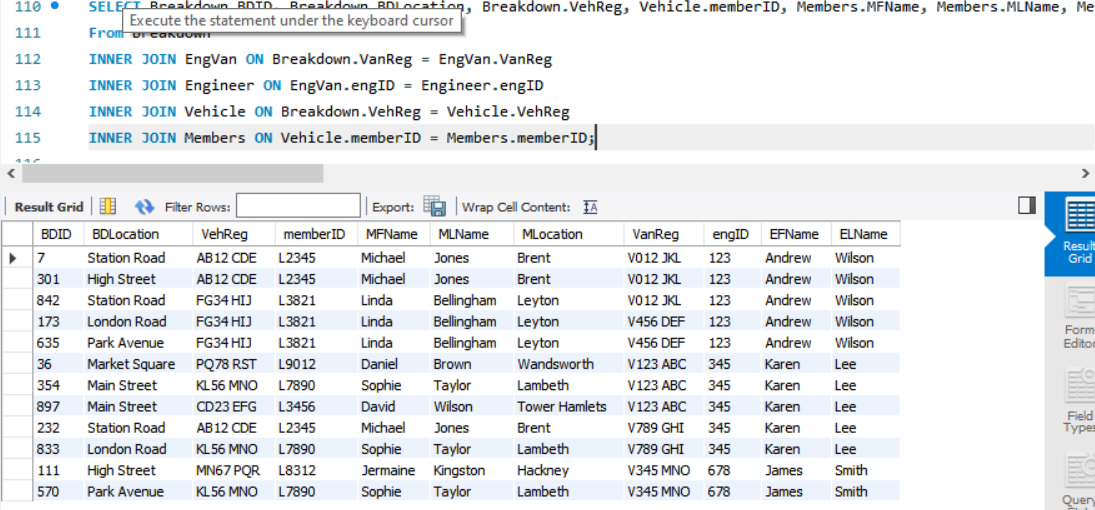 110 SELECT Breakdown.BDID, Breakdown.BDLocation, Breakdown.VehReg, Vehicle.memberID, Members.MFName, Members.MLName, Me
Execute the statement under the keyboard cursor
111 From Breakdown
112 INNER JOIN EngVan ON Breakdown.VanReg = EngVan.VanReg
113 INNER JOIN Engineer ON EngVan.engID = Engineer.engID
114 INNER JOIN Vehicle ON Breakdown.VehReg = Vehicle.VehReg
115 INNER JOIN Members ON Vehicle.memberID = Members.memberID;
116
Result Grid Filter Rows: Export: Wrap Cell Content:
BDID BDLocation VehReg memberID MFName MLName MLocation VanReg engID EFName ELName
7 Station Road AB12 CDE L2345 Michael Jones Brent V012 JKL 123 Andrew Wilson
301 High Street AB12 CDE L2345 Michael Jones Brent V012 JKL 123 Andrew Wilson
842 Station Road FG34 HIJ L3821 Linda Bellingham Leyton V012 JKL 123 Andrew Wilson
173 London Road FG34 HIJ L3821 Linda Bellingham Leyton V456 DEF 123 Andrew Wilson
635 Park Avenue FG34 HIJ L3821 Linda Bellingham Leyton V456 DEF 123 Andrew Wilson
36 Market Square PQ78 RST L9012 Daniel Brown Wandsworth V123 ABC 345 Karen Lee
354 Main Street KL56 MNO L7890 Sophie Taylor Lambeth V123 ABC 345 Karen Lee
897 Main Street CD23 EFG L3456 David Wilson Tower Hamlets V123 ABC 345 Karen Lee
232 Station Road AB12 CDE L2345 Michael Jones Brent V789 GHI 345 Karen Lee
833 London Road KL56 MNO L7890 Sophie Taylor Lambeth V789 GHI 345 Karen Lee
111 High Street MN67 PQR L8312 Jermaine Kingston Hackney V345 MNO 678 James Smith
570 Park Avenue KL56 MNO L7890 Sophie Taylor Lambeth V345 MNO 678 James Smith
Result
Grid
Form
Editor
Field
Types
Query